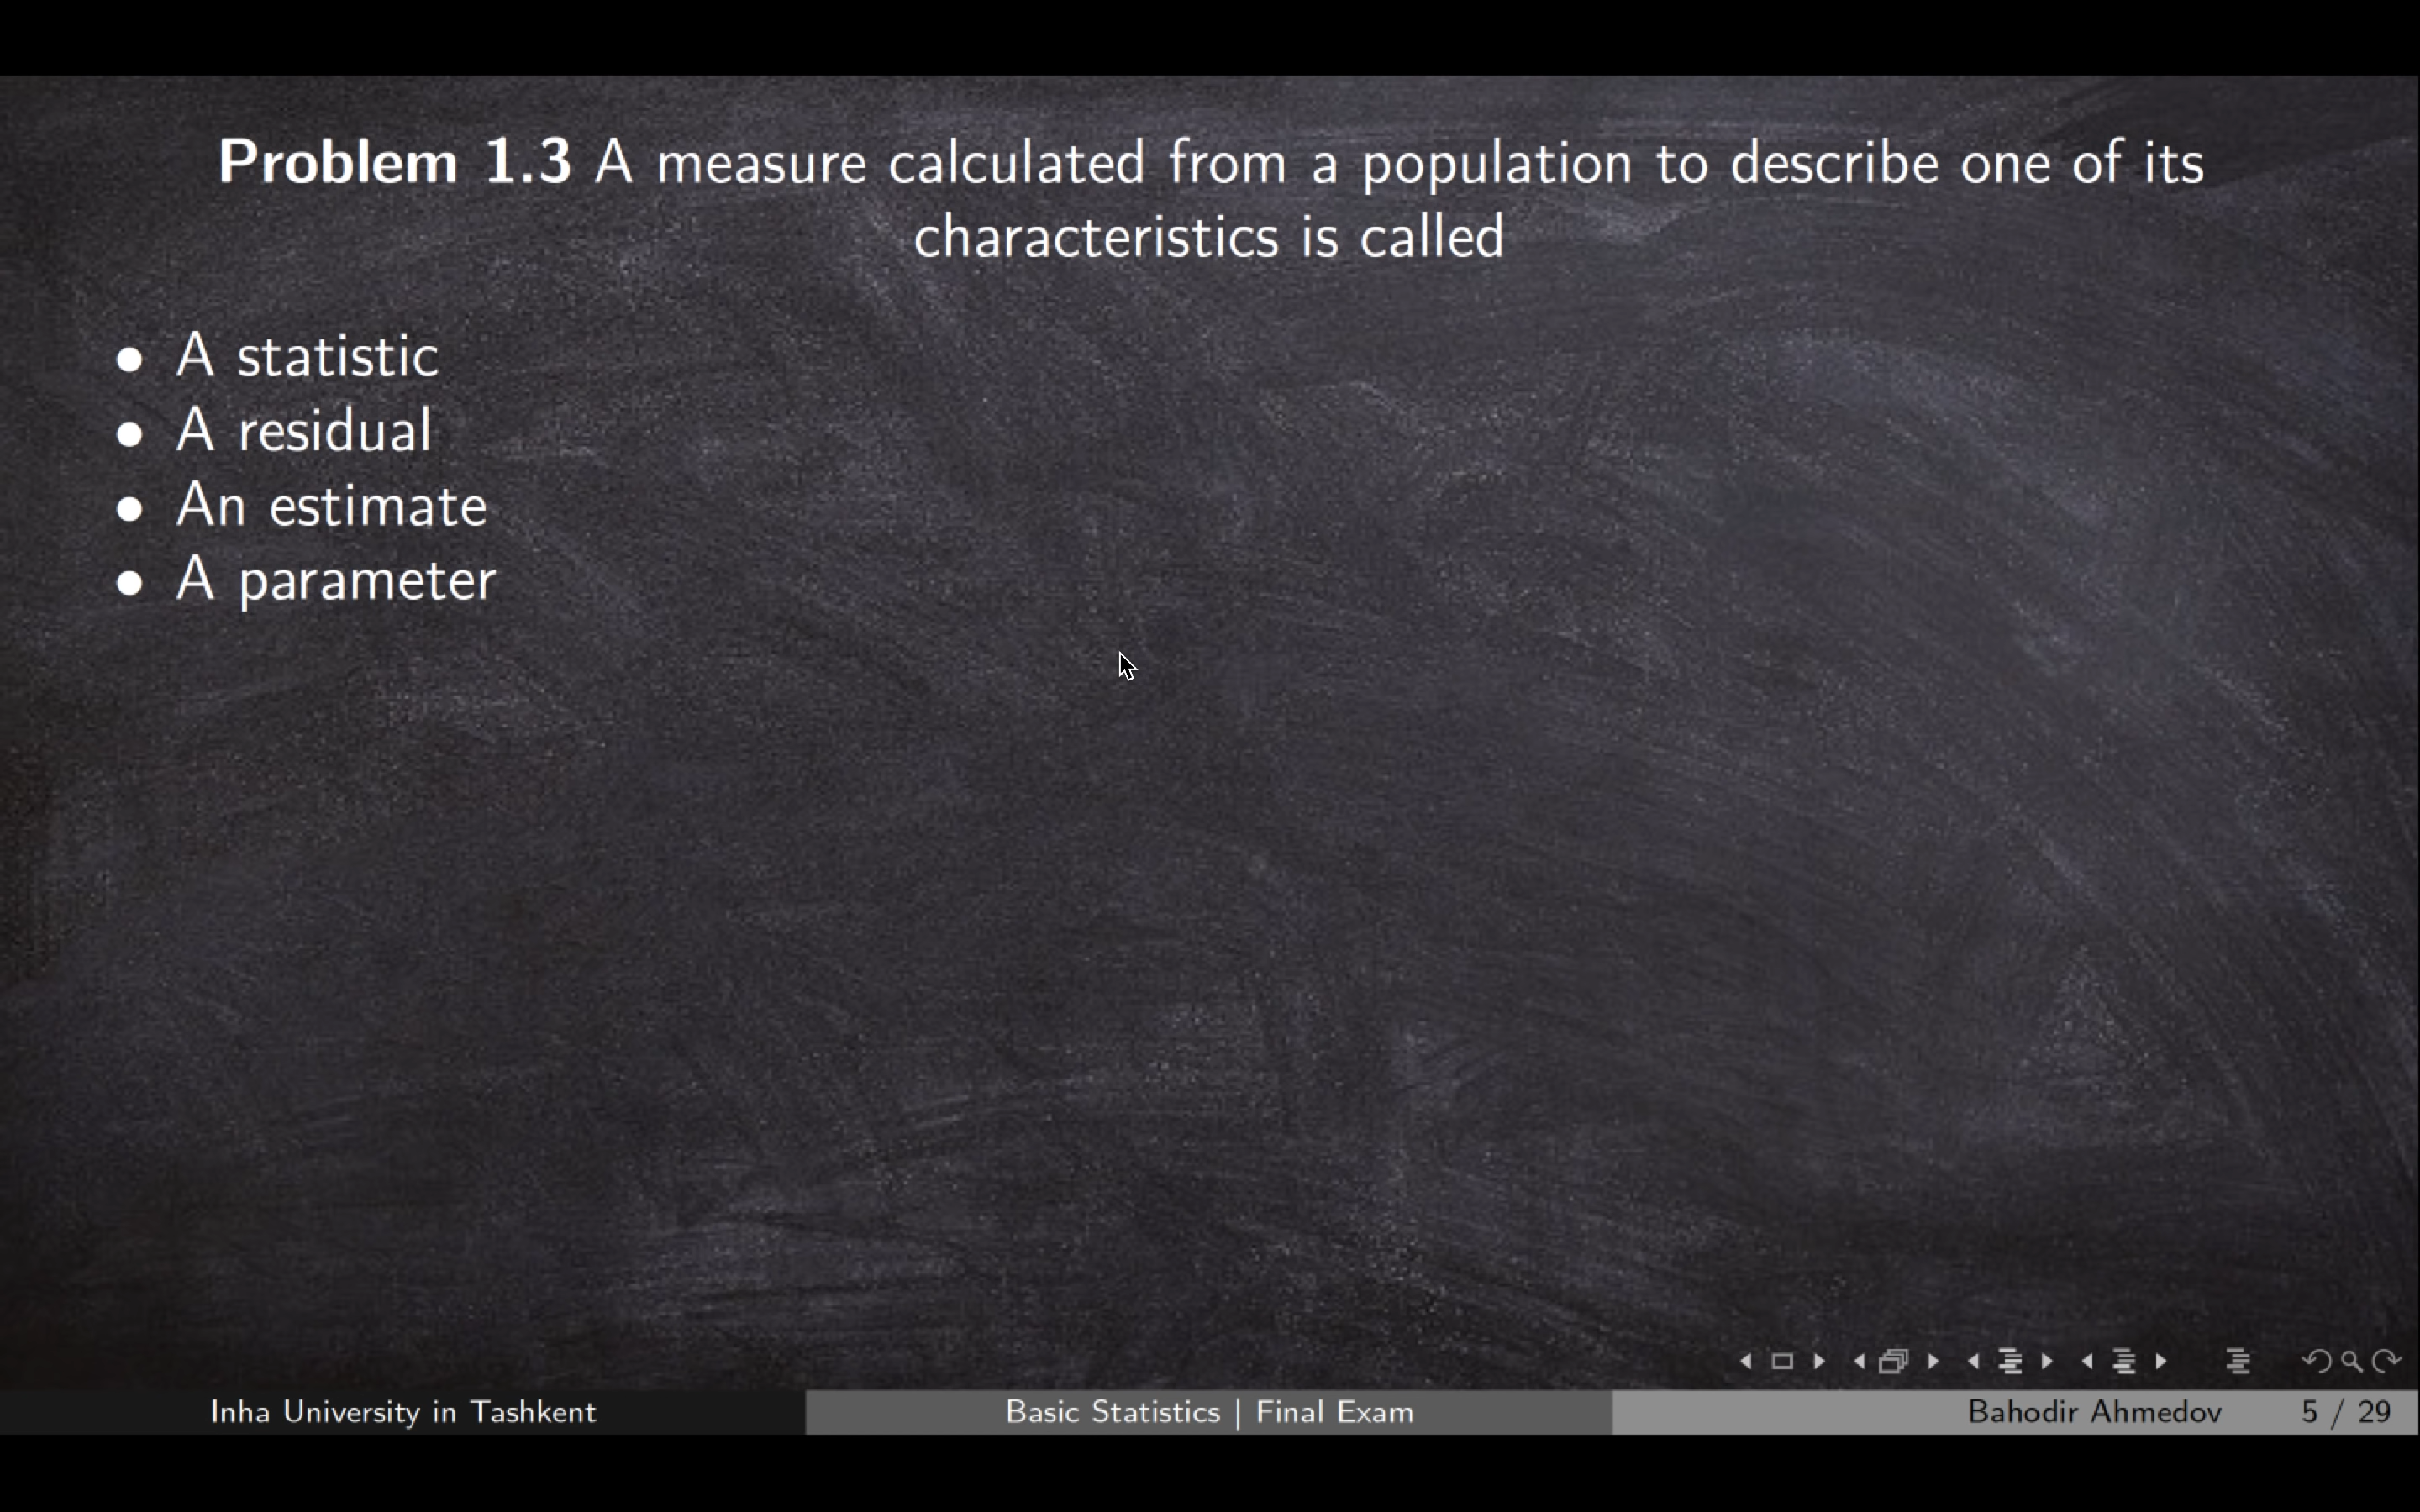 Problem 1.3 A measure calculated from a population to describe one of its
characteristics is called
• A statistic
• A residual
• An estimate
• A parameter
Inha University in Tashkent
Basic Statistics | Final Exam
Bahodir Ahmedov
5 / 29